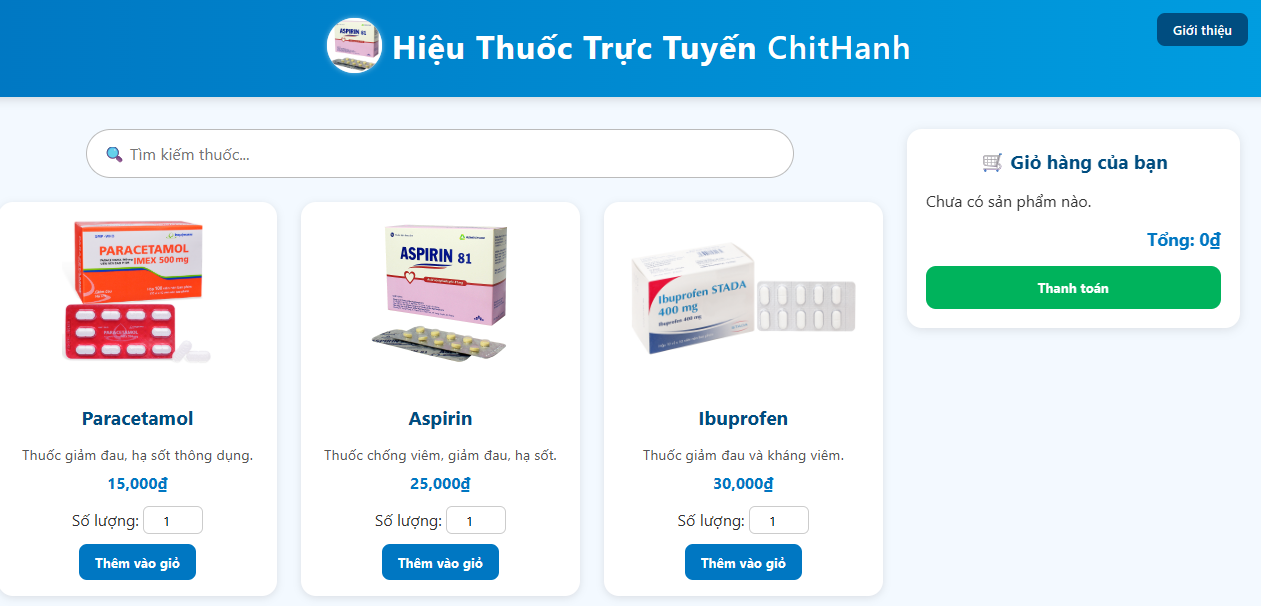 Hiệu Thuốc Trực Tuyến ChitHanh
Giới thiệu
Tìm kiếm thuốc...
Giỏ hàng của bạn
Chưa có sản phẩm nào.
Tổng: 0₫
Thanh toán
PARACETAMOL
IMEX 500 mg
PARACETAMOL
Paracetamol
Thuốc giảm đau, hạ sốt thông dụng.
15,000₫
Số lượng: 1
Thêm vào giỏ
ASPIRIN 81
Aspirin
Thuốc chống viêm, giảm đau, hạ sốt.
25,000₫
Số lượng: 1
Thêm vào giỏ
Ibuprofen STADA
400 mg
Ibuprofen 400 mg
Ibuprofen
Thuốc giảm đau và kháng viêm.
30,000₫
Số lượng: 1
Thêm vào giỏ